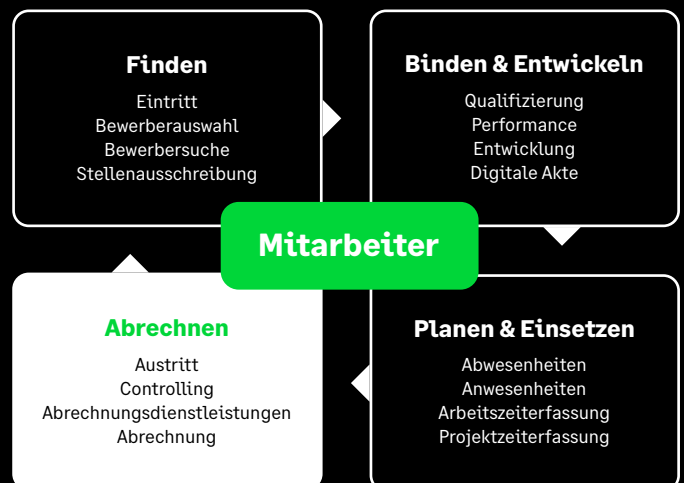 Finden
Eintritt
Bewerberauswahl
Bewerbersuche
Stellenausschreibung
Binden & Entwickeln
Qualifizierung
Performance
Entwicklung
Digitale Akte
Mitarbeiter
Abrechnen
Austritt
Controlling
Abrechnungsdienstleistungen
Abrechnung
Planen & Einsetzen
Abwesenheiten
Anwesenheiten
Arbeitszeiterfassung
Projektzeiterfassung